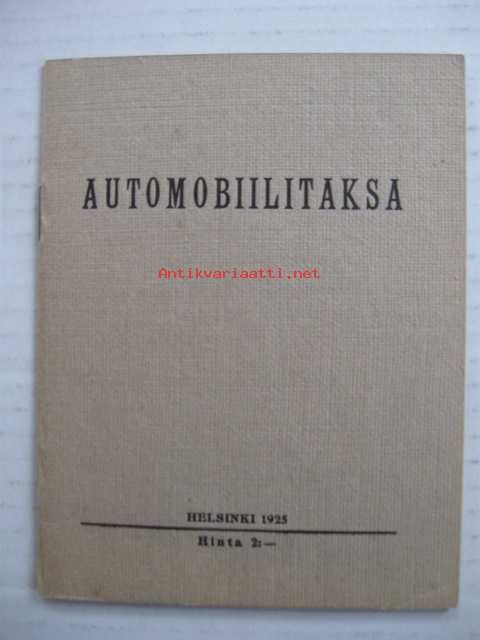 AUTOMOBIILITAKSA
Antikvariaatti.net
HELSINKI 1925
Hinta 2:—